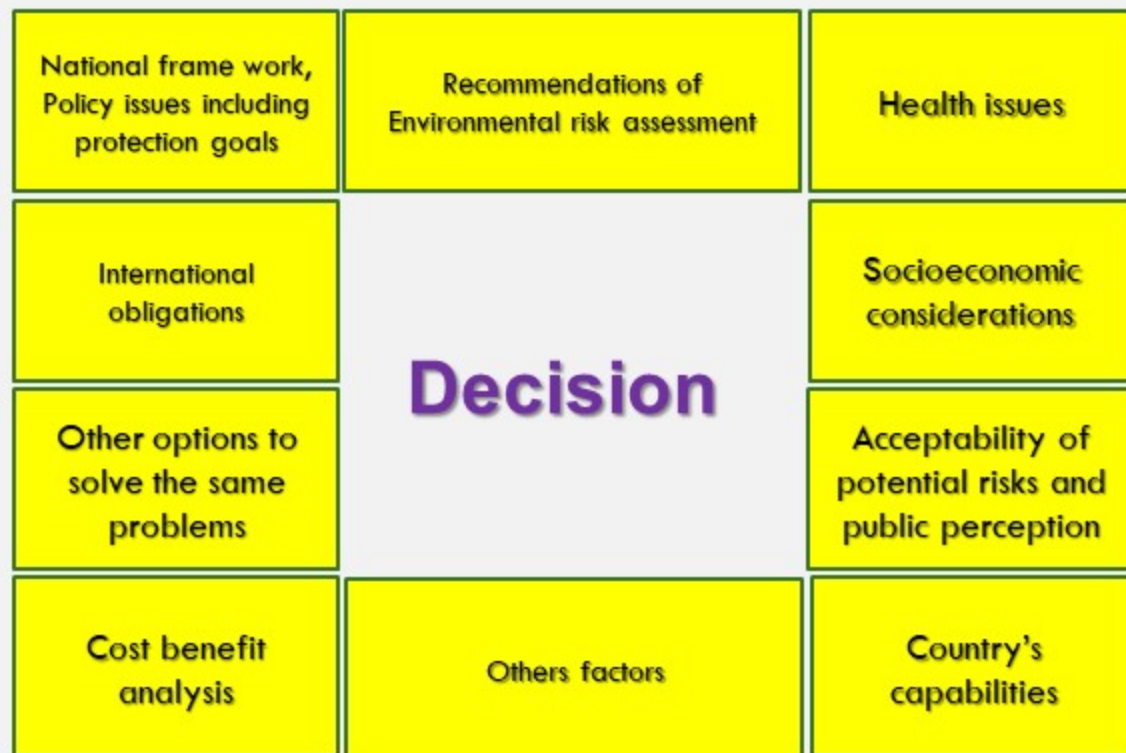 National frame work,
Policy issues including
protection goals
Recommendations of
Environmental risk assessment
Health issues
International
obligations
Decision
Socioeconomic
considerations
Other options to
solve the same
problems
Acceptability of
potential risks and
public perception
Cost benefit
analysis
Others factors
Country's
capabilities